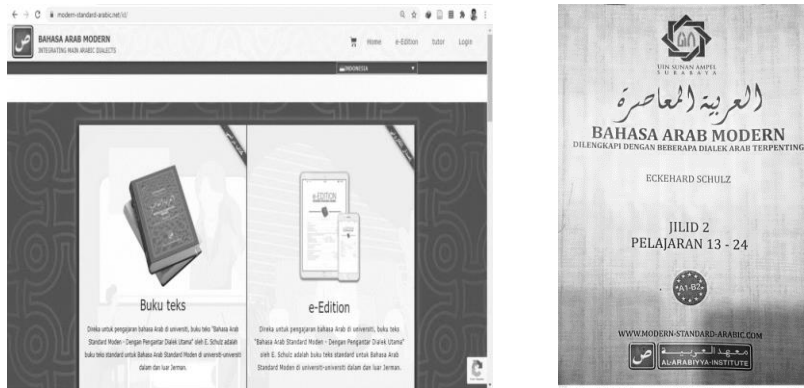 modern-standard-arabic.net/id/
BAHASA ARAB MODERN
INTEGRATING MAIN ARABIC DIALECTS
Home e-Edition tutor Login
INDONESIA
ص
e-EDITION
Buku teks
Direka untuk pengajaran bahasa Arab di universiti, buku teks "Bahasa Arab
Standard Moden - Dengan Pengantar Dialek Utama" oleh E. Schulz adalah
buku teks standard untuk Bahasa Arab Standard Moden di universiti-universiti
dalam dan luar Jerman.
e-Edition
Direka untuk pengajaran bahasa Arab di universiti, buku teks
"Bahasa Arab Standard Moden - Dengan Pengantar Dialek Utama"
oleh E. Schulz adalah buku teks standard untuk Bahasa Arab
Standard Moden di universiti-universiti dalam dan luar Jerman.
UIN SUNAN AMPEL
SURABAYA
العربية المعاصرة
BAHASA ARAB MODERN
DILENGKAPI DENGAN BEBERAPA DIALEK ARAB TERPENTING
ECKEHARD SCHULZ
JILID 2
PELAJARAN 13 - 24
A1-B2
WWW.MODERN-STANDARD-ARABIC.COM
ص
معهد العربية
AL-ARABIYYA-INSTITUTE